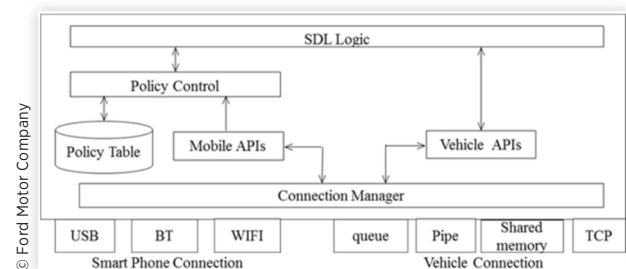 SDL Logic
Policy Control
Policy Table
Mobile APIs
Vehicle APIs
Connection Manager
USB
BT
WIFI
queue
Pipe
Shared
memory
TCP
Smart Phone Connection
Vehicle Connection
© Ford Motor Company